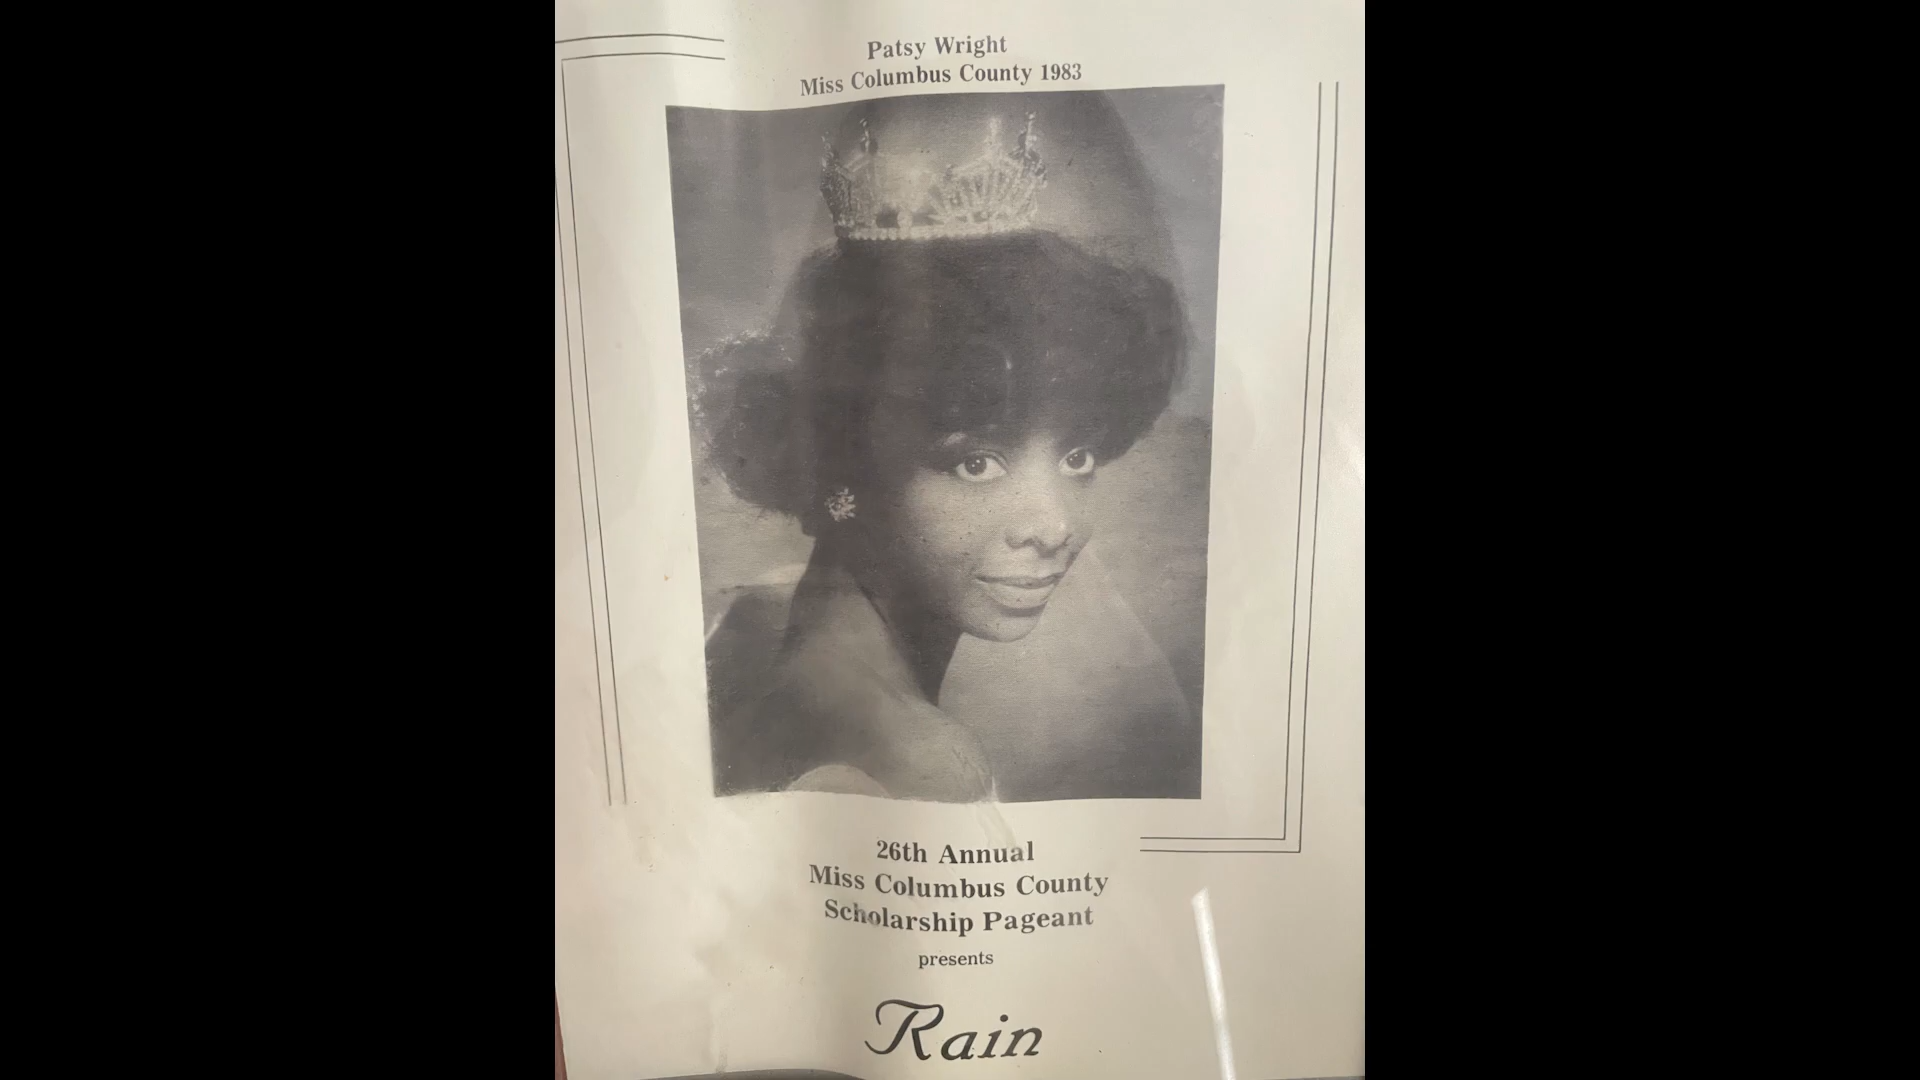 Patsy Wright
Miss Columbus County 1983
26th Annual
Miss Columbus County
Scholarship Pageant
presents
Rain